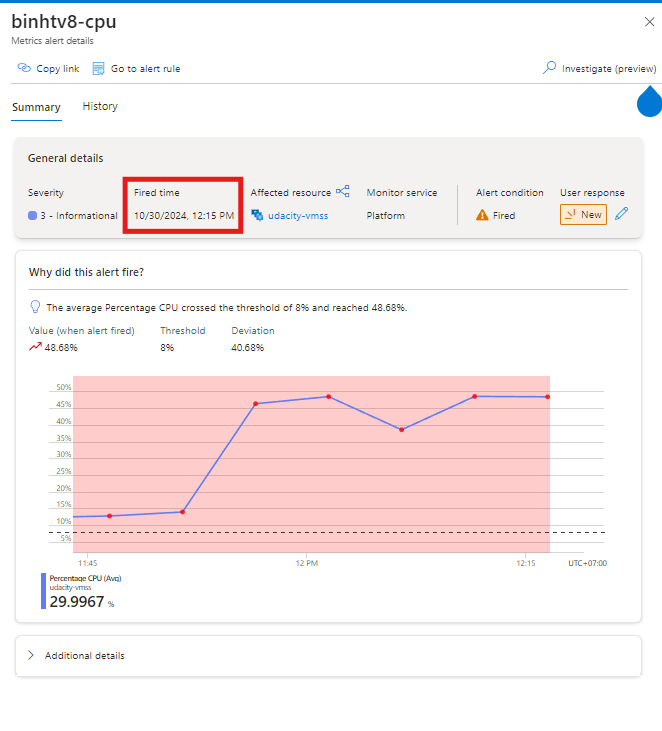 binhtv8-cpu
Metrics alert details
Copy link Go to alert rule Investigate (preview)
Summary History
General details
Severity Fired time Affected resource Monitor service Alert condition User response
3 - Informational 10/30/2024, 12:15 PM udacity-vmss Platform Fired New
Why did this alert fire?
The average Percentage CPU crossed the threshold of 8% and reached 48.68%.
Value (when alert fired) Threshold Deviation
48.68% 8% 40.68%
50%
45%
40%
35%
30%
25%
20%
15%
10%
5%
11:45 12 PM 12:15 UTC+07:00
Percentage CPU (Avg)
udacity-vmss
29.9967 %
Additional details